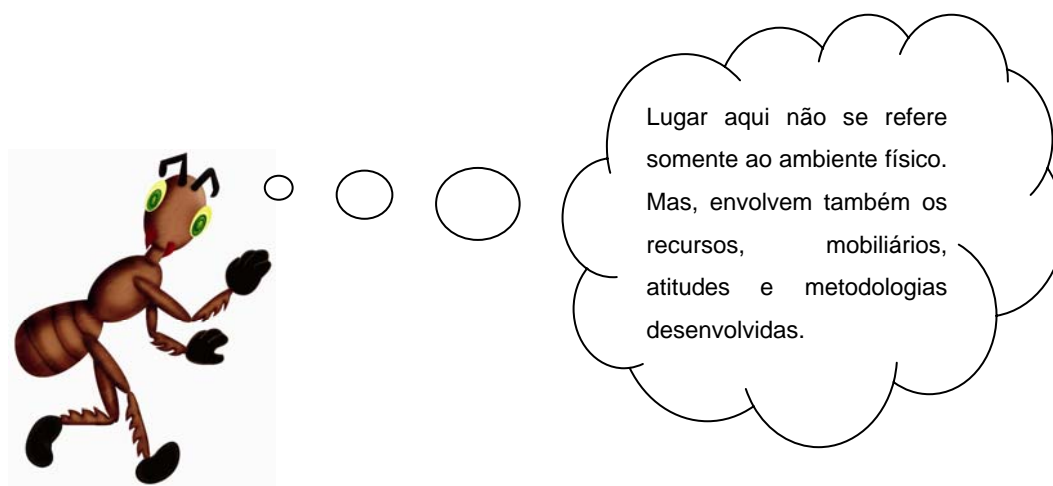 Lugar aqui não se refere
somente ao ambiente físico.
Mas, envolvem também os
recursos, mobiliários,
atitudes e metodologias
desenvolvidas.